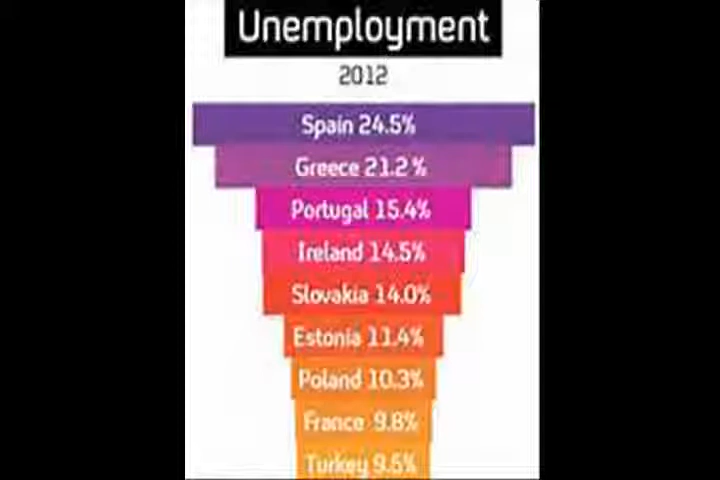 Unemployment
2012
Spain 24.5%
Greece 21.2%
Portugal 15.4%
Ireland 14.5%
Slovakia 14.0%
Estonia 11.4%
Poland 10.3%
France 9.8%
Turkey 9.5%